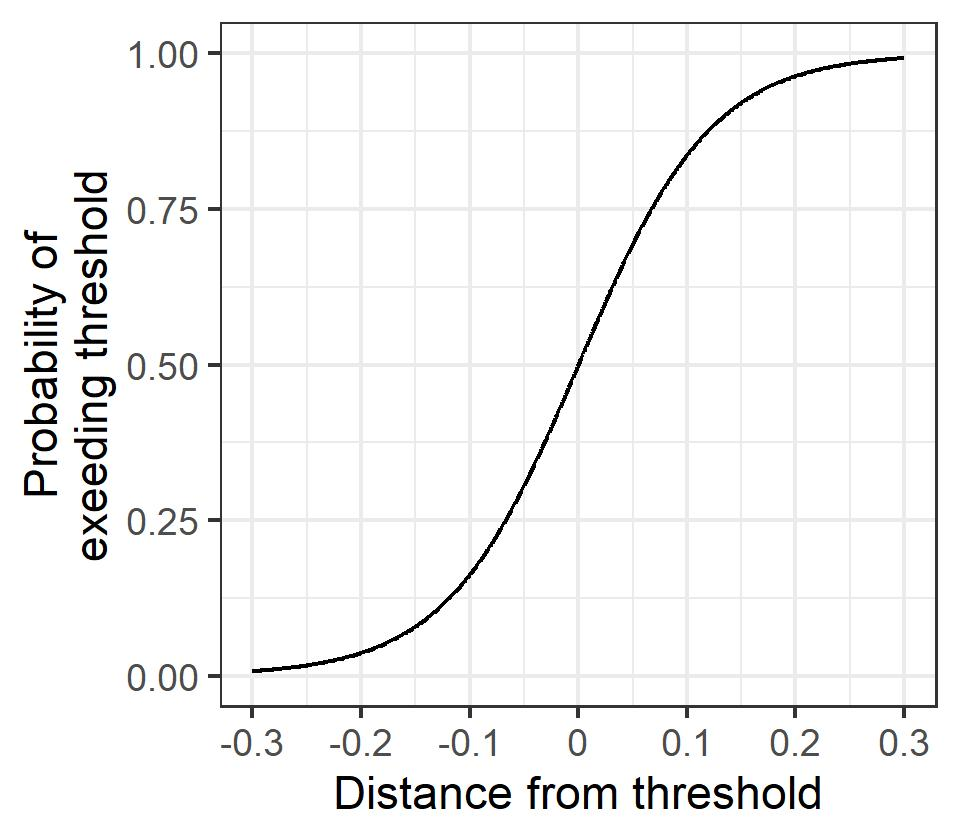 Probability of
exeeding threshold
1.00
0.75
0.50
0.25
0.00
-0.3 -0.2 -0.1 0 0.1 0.2 0.3
Distance from threshold